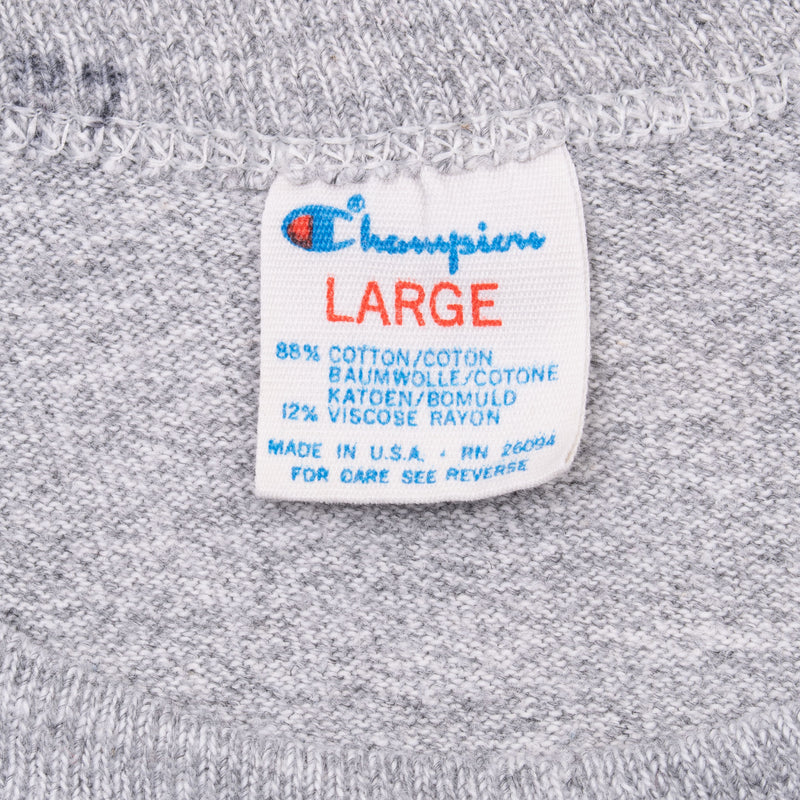 Champion®
LARGE
88% COTTON/COTON
BAUMWOLLE/COTONE
KATOEN/BOMULD
12% VISCOSE RAYON
MADE IN U.S.A. • RN 26094
FOR CARE SEE REVERSE